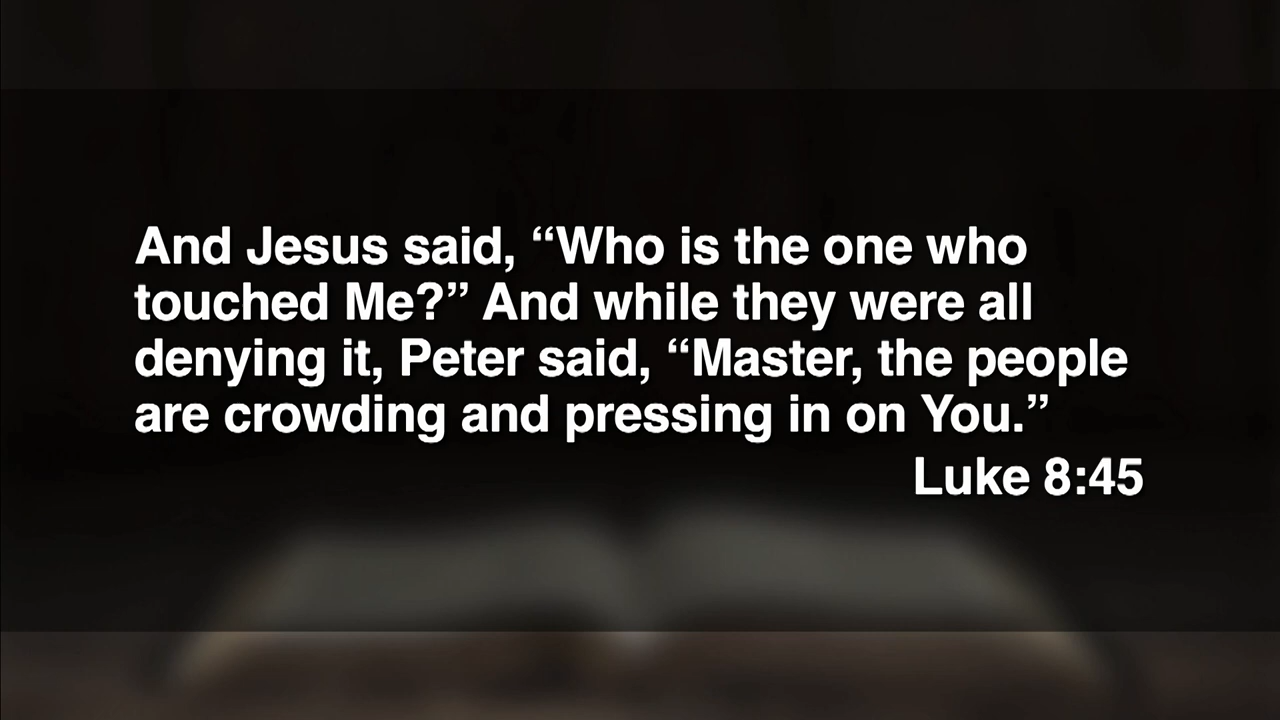 And Jesus said, “Who is the one who
touched Me?” And while they were all
denying it, Peter said, “Master, the people
are crowding and pressing in on You.”
Luke 8:45